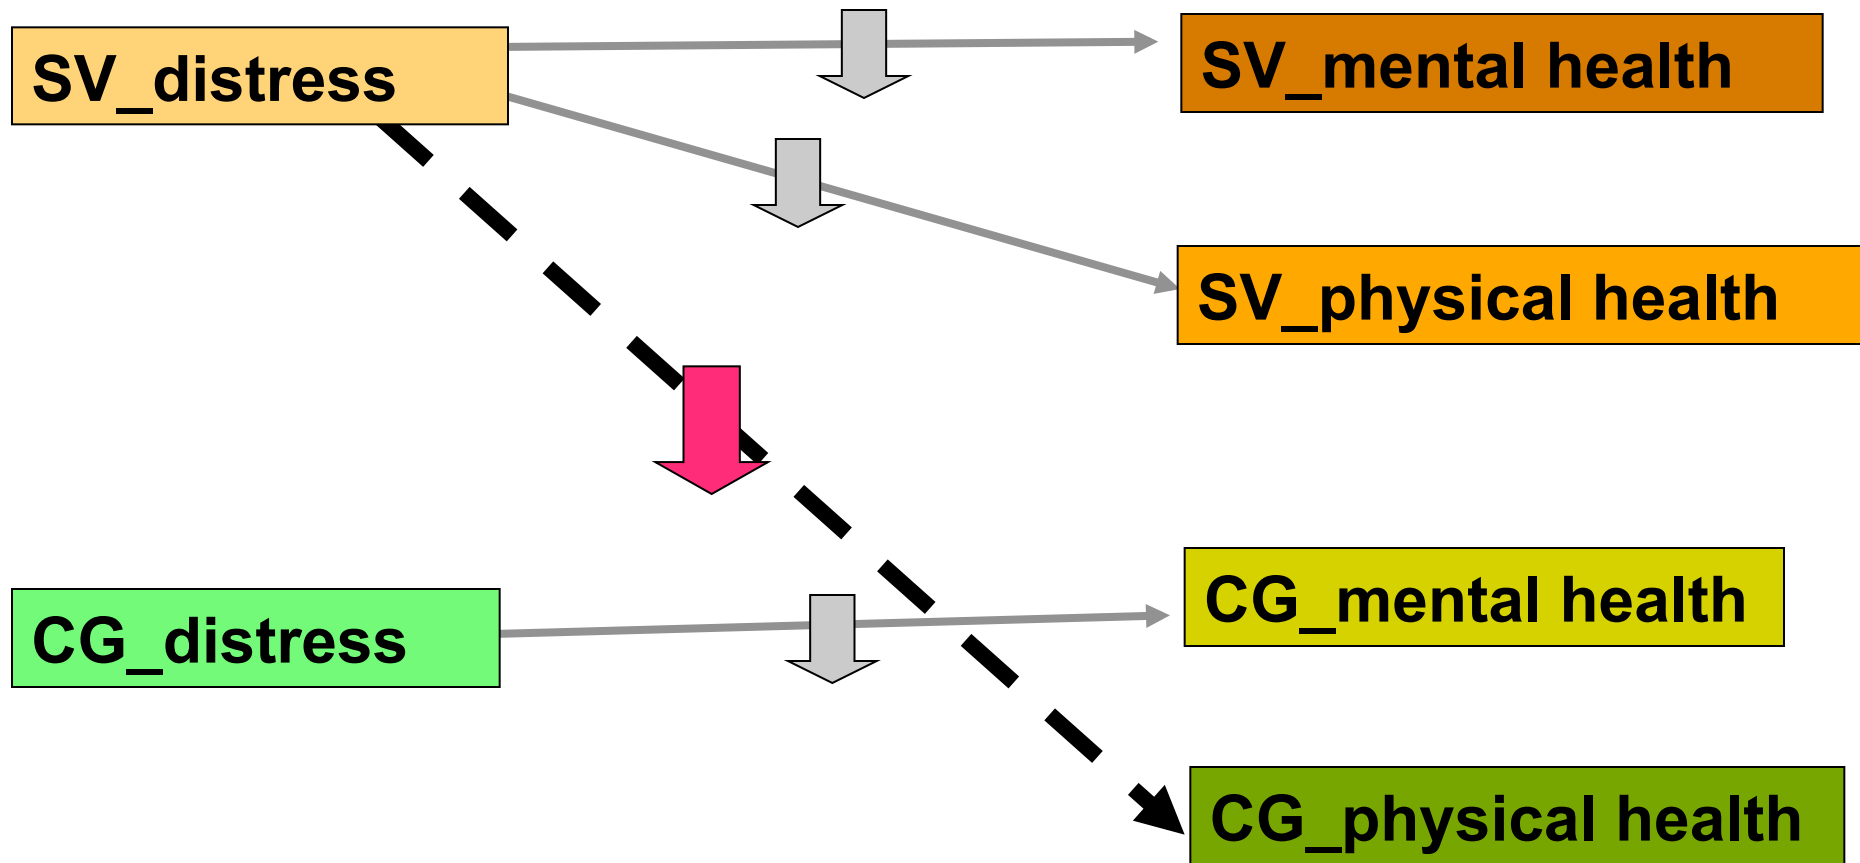 SV_distress
SV_mental health
SV_physical health
CG_distress
CG_mental health
CG_physical health